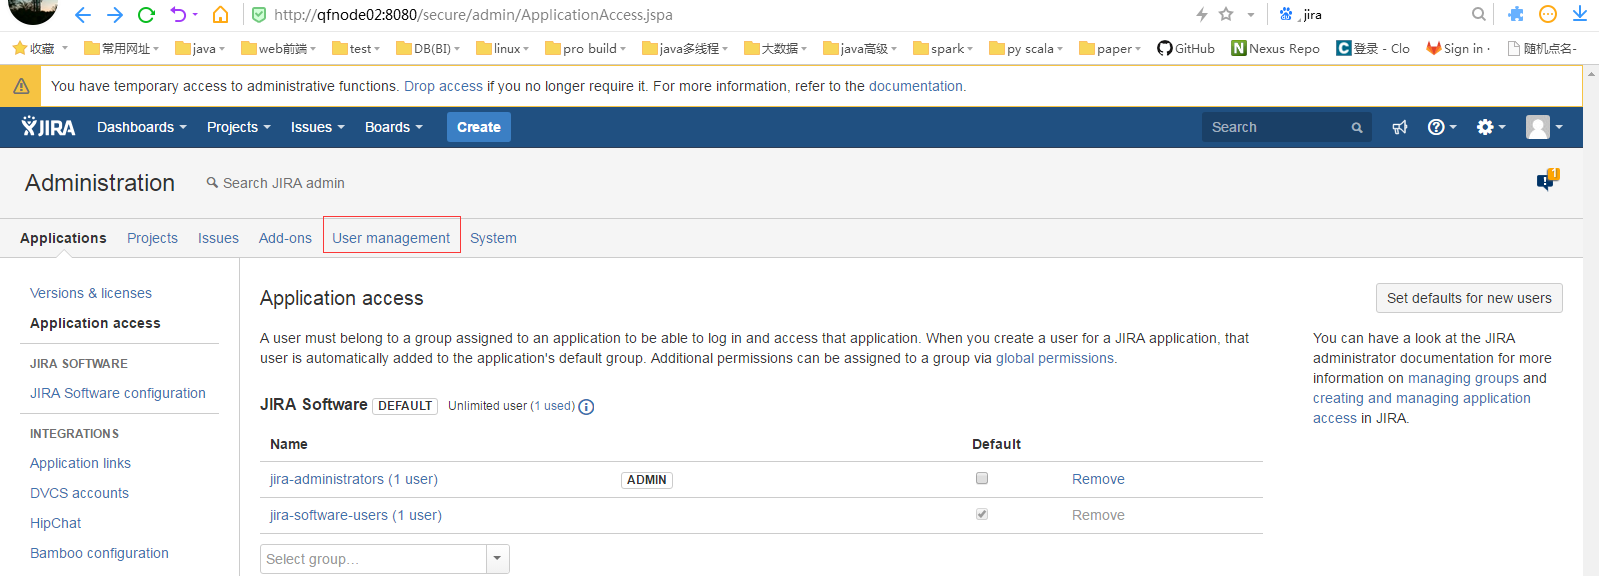 http://qfnode02:8080/secure/admin/ApplicationAccess.jspa jira
收藏 常用网址 java web前端 test DB(BI) linux pro build java多线程 大数据 java高级 spark py scala paper GitHub Nexus Repo 登录 - Clo Sign in · 随机点名-
You have temporary access to administrative functions. Drop access if you no longer require it. For more information, refer to the documentation.
JIRA Dashboards Projects Issues Boards Create Search
Administration Search JIRA admin 1
Applications Projects Issues Add-ons User management System
Versions & licenses
Application access
JIRA SOFTWARE
JIRA Software configuration
INTEGRATIONS
Application links
DVCS accounts
HipChat
Bamboo configuration
Application access
Set defaults for new users
A user must belong to a group assigned to an application to be able to log in and access that application. When you create a user for a JIRA application, that
user is automatically added to the application's default group. Additional permissions can be assigned to a group via global permissions.
JIRA Software DEFAULT Unlimited user (1 used)
Name Default
jira-administrators (1 user) ADMIN Remove
jira-software-users (1 user) Remove
Select group...
You can have a look at the JIRA
administrator documentation for more
information on managing groups and
creating and managing application
access in JIRA.